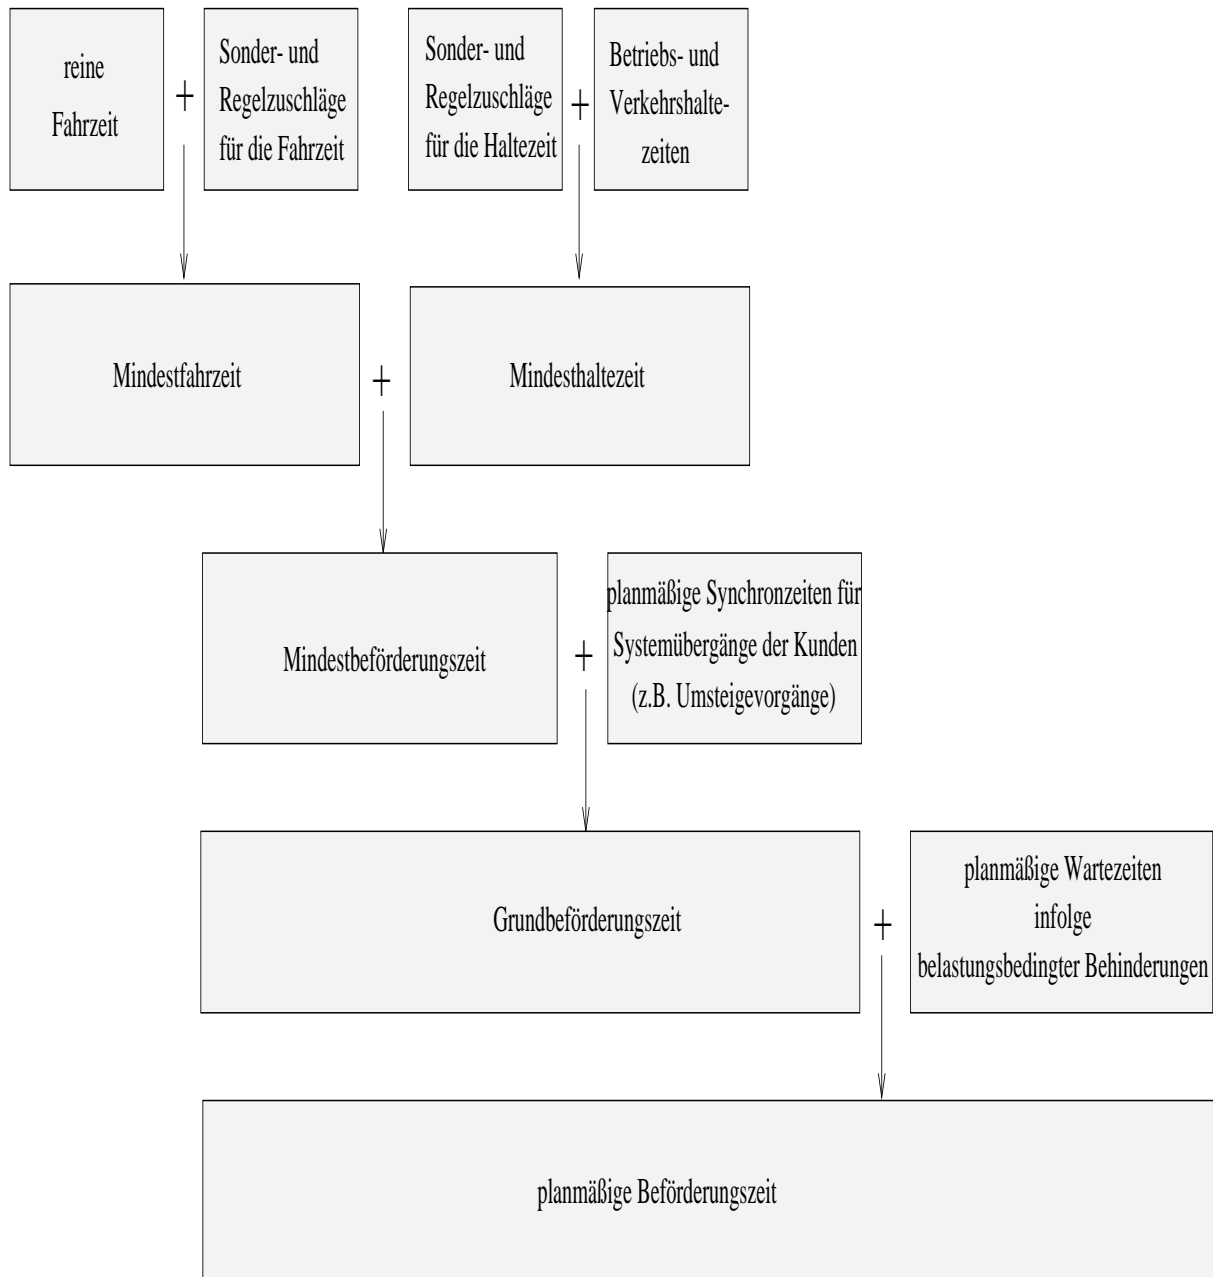 reine
Fahrzeit
+
Sonder- und
Regelzuschläge
für die Fahrzeit
Sonder- und
Regelzuschläge
für die Haltezeit
+
Betriebs- und
Verkehrshalte-
zeiten
Mindestfahrzeit
+
Mindesthaltezeit
Mindestbeförderungszeit
+
planmäßige Synchronzeiten für
Systemübergänge der Kunden
(z.B. Umsteigevorgänge)
Grundbeförderungszeit
+
planmäßige Wartezeiten
infolge
belastungsbedingter Behinderungen
planmäßige Beförderungszeit